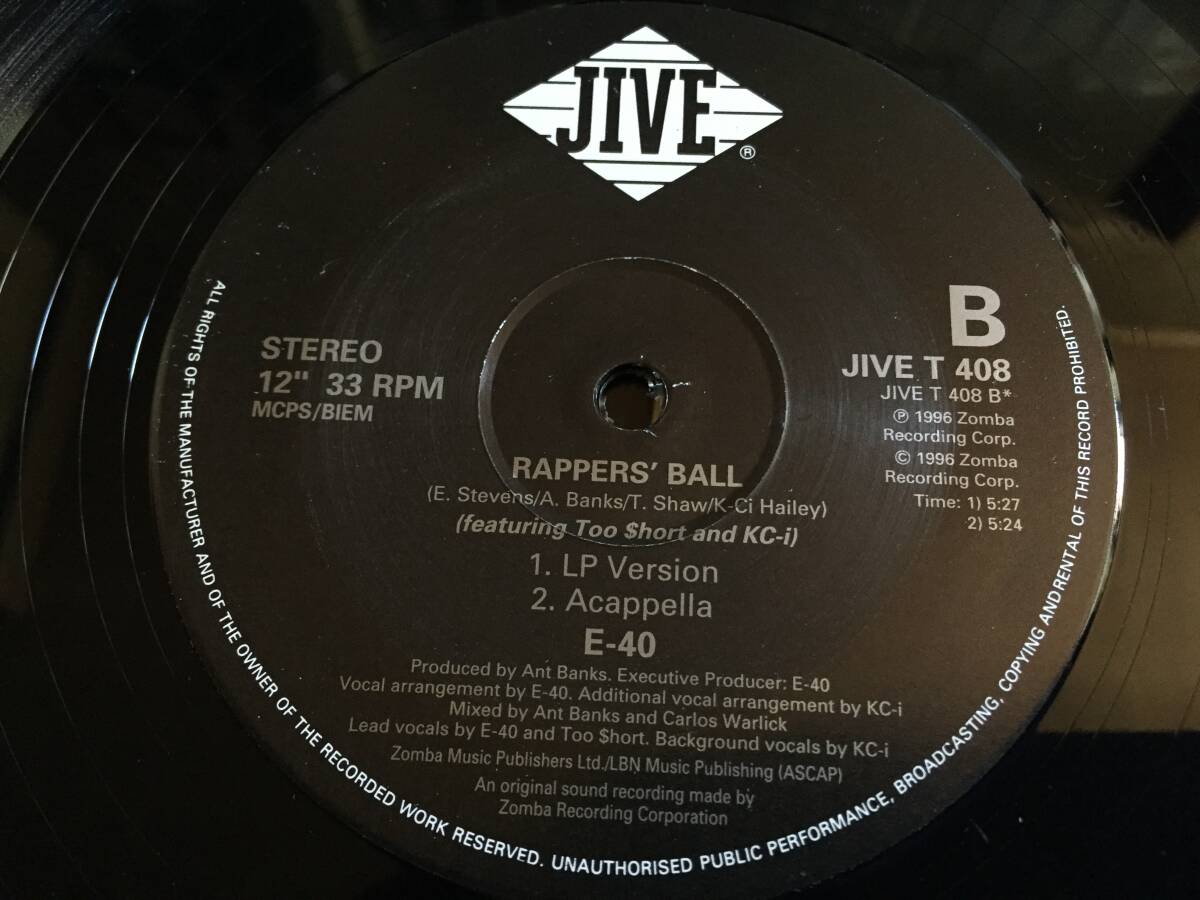 JIVE
®
STEREO
12" 33 RPM
MCPS/BIEM
B
JIVE T 408
JIVE T 408 B*
℗ 1996 Zomba
Recording Corp.
© 1996 Zomba
Recording Corp.
Time: 1) 5:27
2) 5:24
RAPPERS' BALL
(E. Stevens/A. Banks/T. Shaw/K-Ci Hailey)
(featuring Too $hort and KC-i)
1. LP Version
2. Acappella
E-40
Produced by Ant Banks. Executive Producer: E-40
Vocal arrangement by E-40. Additional vocal arrangement by KC-i
Mixed by Ant Banks and Carlos Warlick
Lead vocals by E-40 and Too $hort. Background vocals by KC-i
Zomba Music Publishers Ltd./LBN Music Publishing (ASCAP)
An original sound recording made by
Zomba Recording Corporation
ALL RIGHTS OF THE MANUFACTURER AND OF THE OWNER OF THE RECORDED WORK RESERVED. UNAUTHORISED PUBLIC PERFORMANCE, BROADCASTING, COPYING AND RENTAL OF THIS RECORD PROHIBITED.